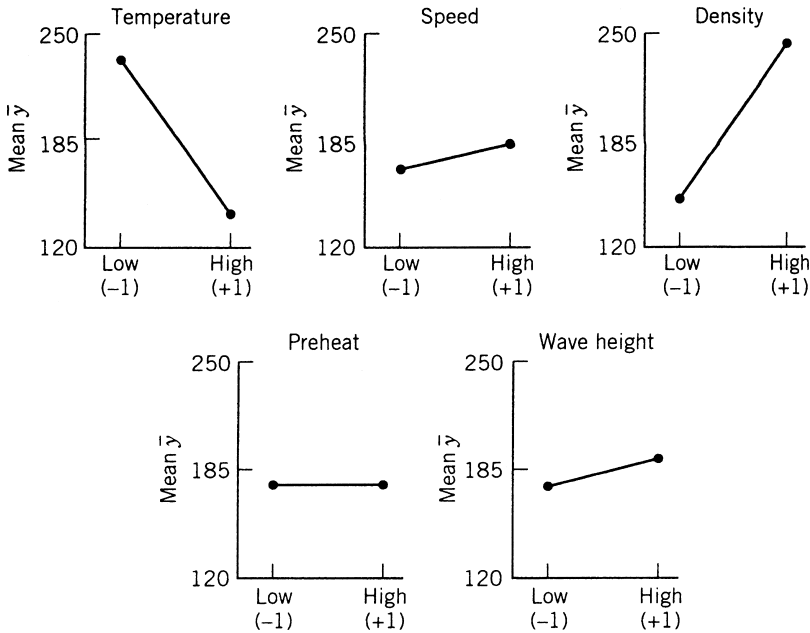 Temperature
250
185
120
Mean ȳ
Low
(−1)
High
(+1)
Speed
250
185
120
Mean ȳ
Low
(−1)
High
(+1)
Density
250
185
120
Mean ȳ
Low
(−1)
High
(+1)
Preheat
250
185
120
Mean ȳ
Low
(−1)
High
(+1)
Wave height
250
185
120
Mean ȳ
Low
(−1)
High
(+1)